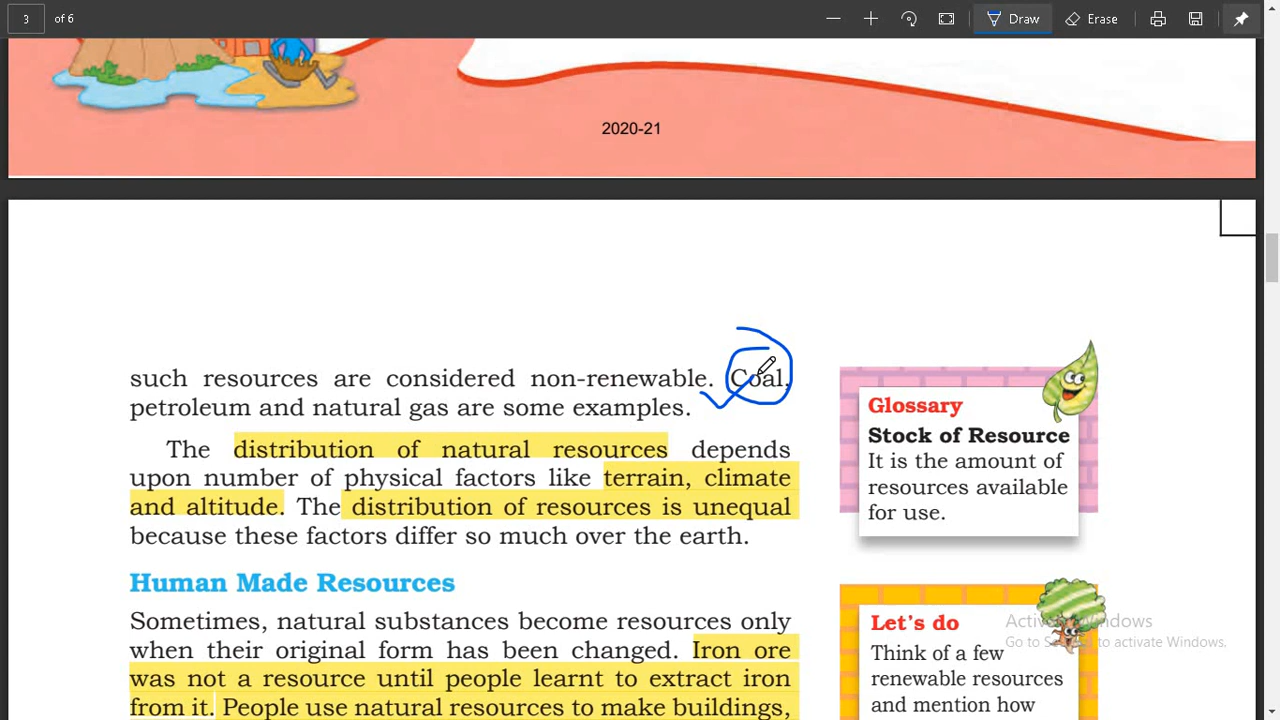 3 of 6 Draw Erase
2020-21
such resources are considered non-renewable. Coal,
petroleum and natural gas are some examples.
The distribution of natural resources depends
upon number of physical factors like terrain, climate
and altitude. The distribution of resources is unequal
because these factors differ so much over the earth.
Human Made Resources
Sometimes, natural substances become resources only
when their original form has been changed. Iron ore
was not a resource until people learnt to extract iron
from it. People use natural resources to make buildings,
Glossary
Stock of Resource
It is the amount of
resources available
for use.
Let's do
Think of a few
renewable resources
and mention how
Activate Windows
Go to Settings to activate Windows.